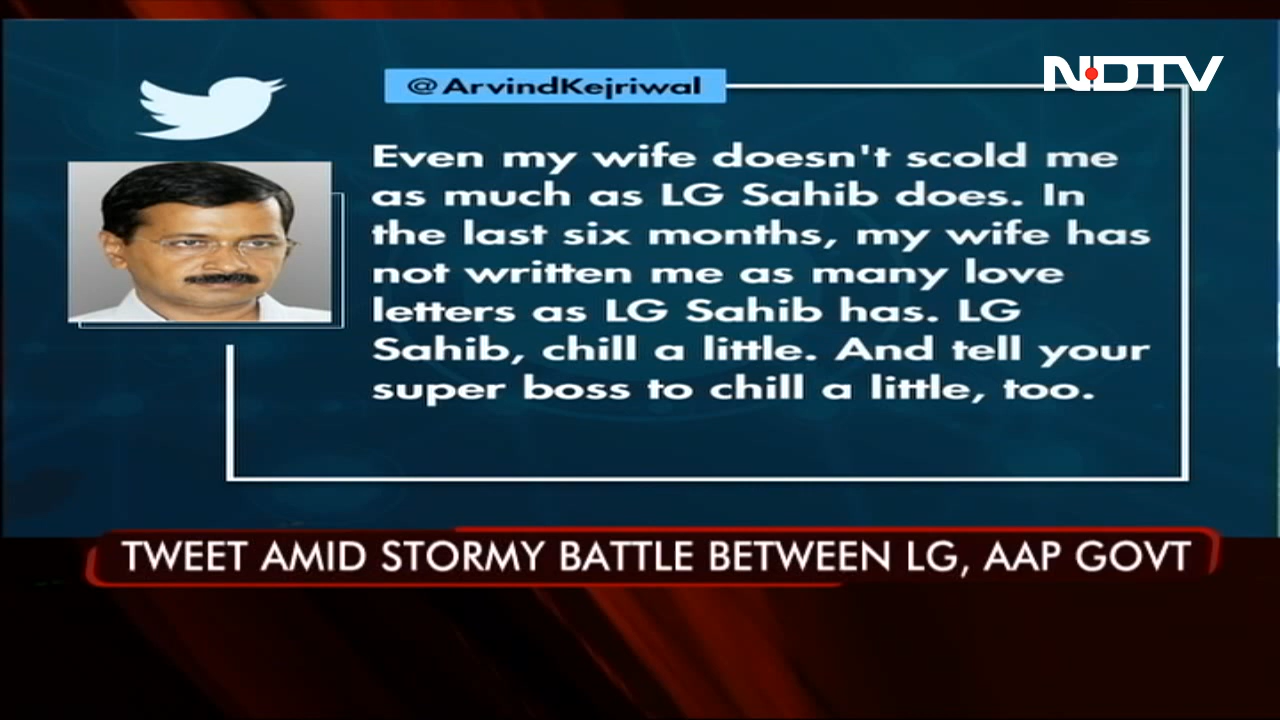 NDTV
@ArvindKejriwal
Even my wife doesn't scold me
as much as LG Sahib does. In
the last six months, my wife has
not written me as many love
letters as LG Sahib has. LG
Sahib, chill a little. And tell your
super boss to chill a little, too.
TWEET AMID STORMY BATTLE BETWEEN LG, AAP GOVT